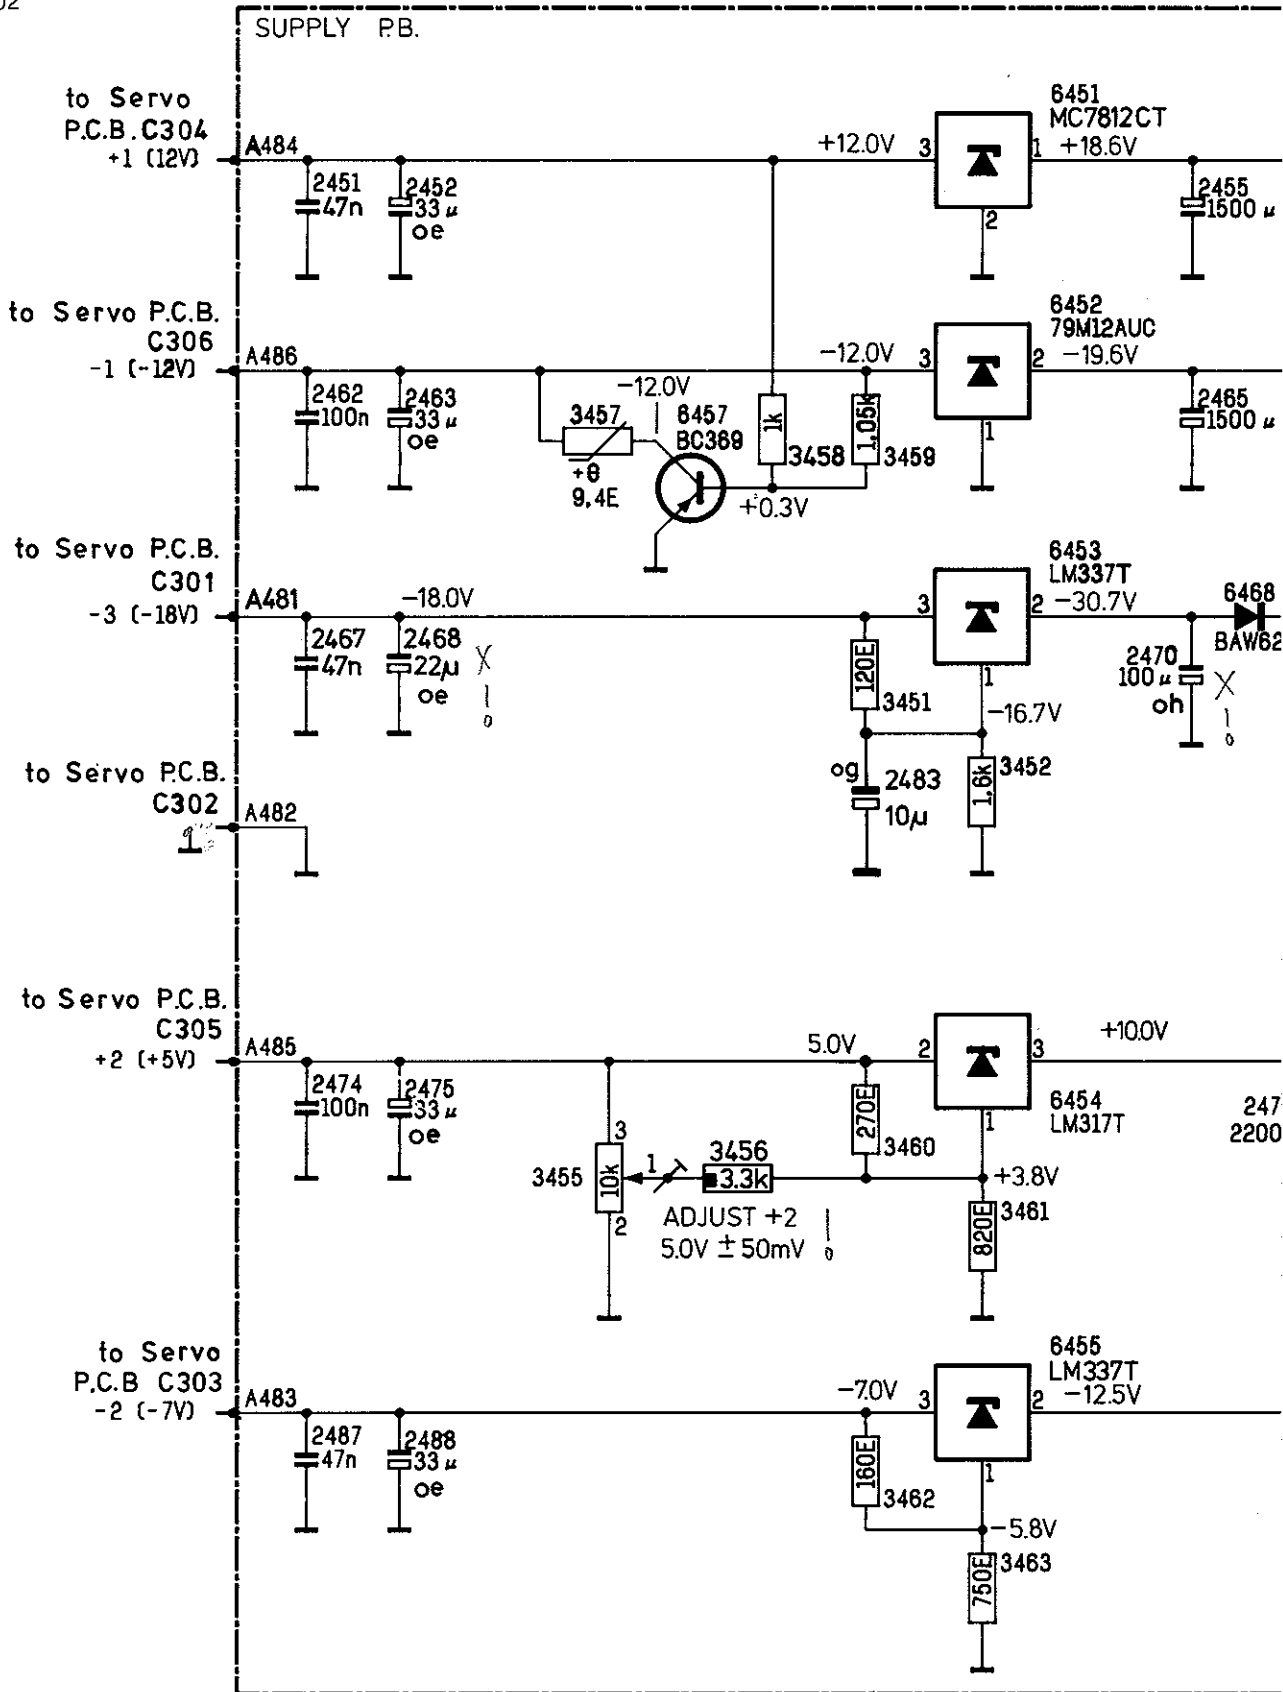 02
SUPPLY P.B.
to Servo
P.C.B. C304
+1 (12V)
A484
2451
47n
2452
33 µ
oe
+12.0V
3
6451
MC7812CT
1
+18.6V
2
2455
1500 µ
to Servo P.C.B.
C306
-1 (-12V)
A486
2462
100n
2463
33 µ
oe
3457
+θ
9,4E
-12.0V
6457
BC369
1k
3458
1,05k
3459
+0.3V
-12.0V
3
6452
79M12AUC
2
-19.6V
1
2465
1500 µ
to Servo P.C.B.
C301
-3 (-18V)
A481
-18.0V
2467
47n
2468
22µ
oe
X
120E
3451
3
6453
LM337T
2
-30.7V
1
-16.7V
6468
BAW62
2470
100 µ
oh
X
og
2483
10µ
1,6k
3452
to Servo P.C.B.
C302
A482
to Servo P.C.B.
C305
+2 (+5V)
A485
2474
100n
2475
33 µ
oe
5.0V
2
3
+10.0V
6454
LM317T
1
247
2200
270E
3460
3
3455
10k
1
2
3456
3.3k
ADJUST +2
5.0V ± 50mV
+3.8V
820E
3461
to Servo
P.C.B C303
-2 (-7V)
A483
2487
47n
2488
33 µ
oe
-7.0V
3
6455
LM337T
2
-12.5V
1
160E
3462
-5.8V
750E
3463